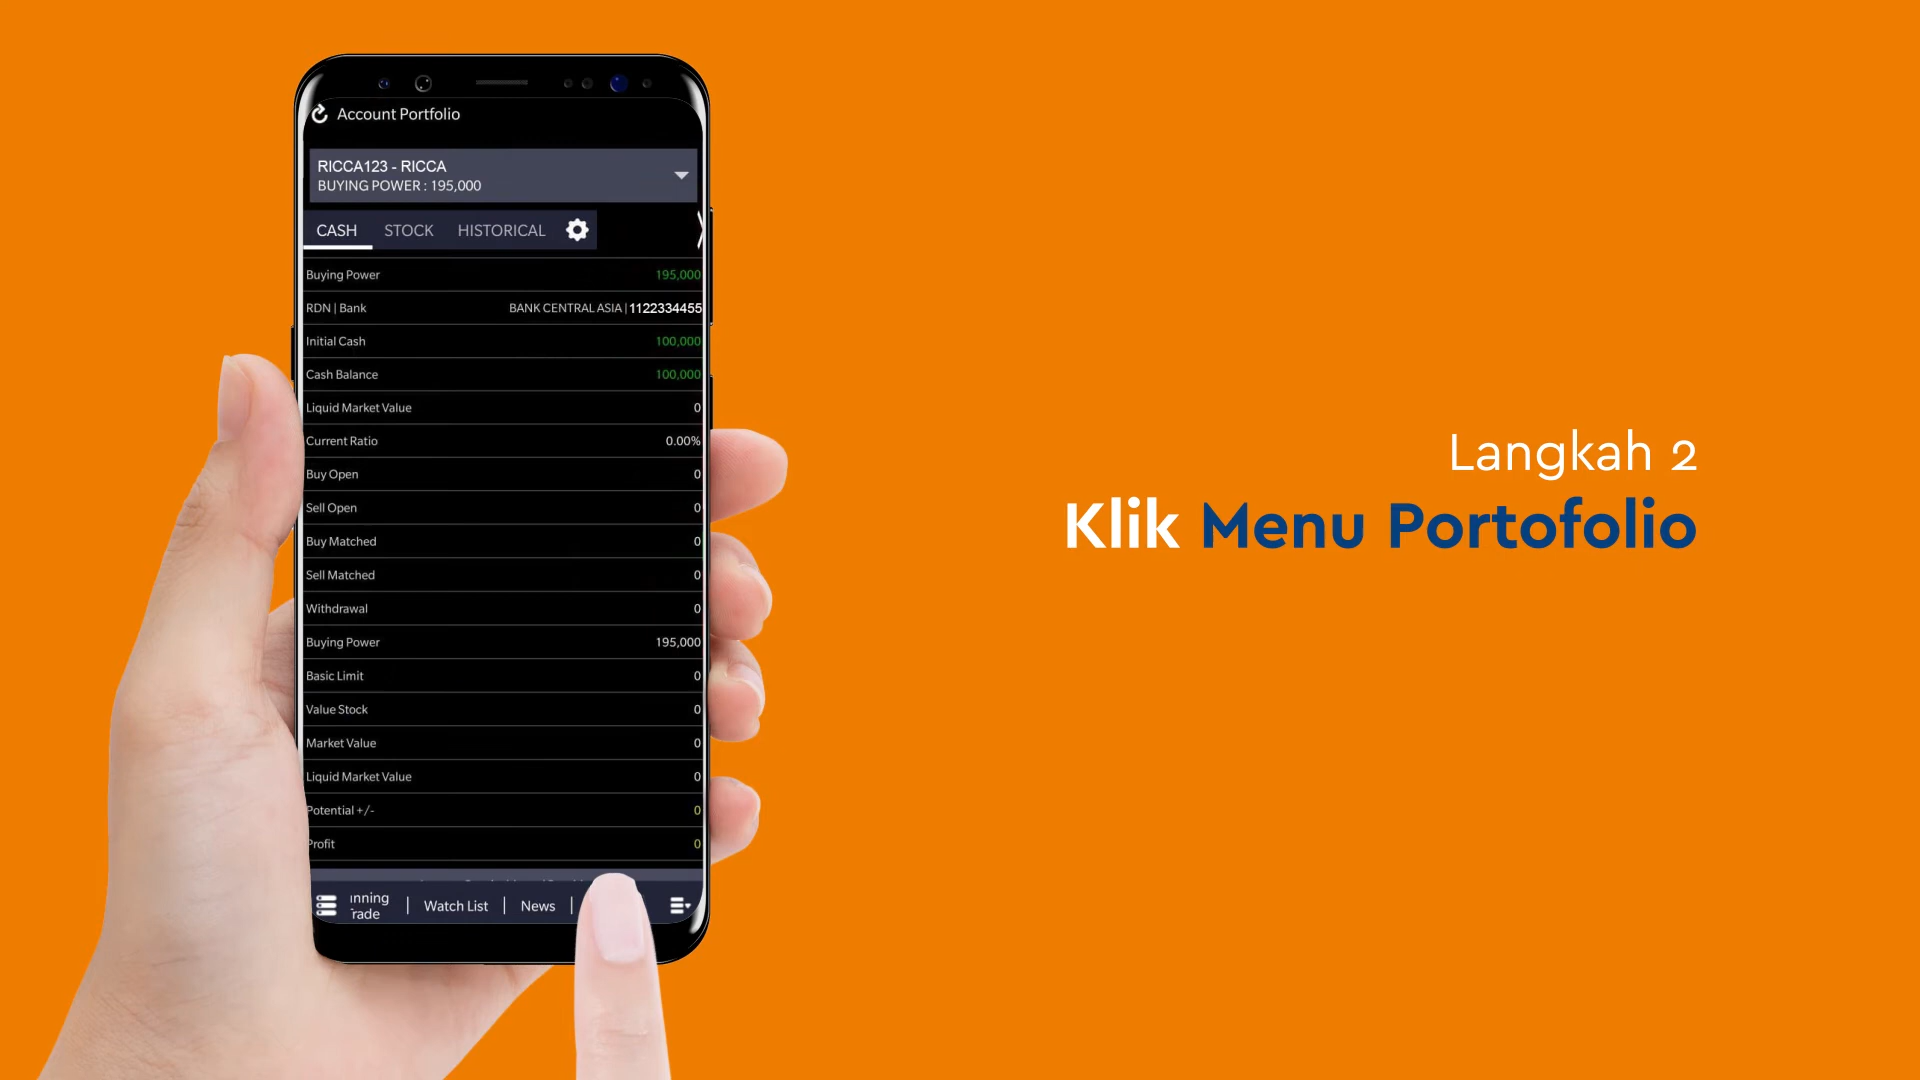 Account Portfolio
RICCA123 - RICCA
BUYING POWER : 195,000
CASH STOCK HISTORICAL
Buying Power 195,000
RDN | Bank BANK CENTRAL ASIA | 1122334455
Initial Cash 100,000
Cash Balance 100,000
Liquid Market Value 0
Current Ratio 0.00%
Buy Open 0
Sell Open 0
Buy Matched 0
Sell Matched 0
Withdrawal 0
Buying Power 195,000
Basic Limit 0
Value Stock 0
Market Value 0
Liquid Market Value 0
Potential +/- 0
Profit 0
Watch List | News |
Langkah 2
Klik Menu Portofolio